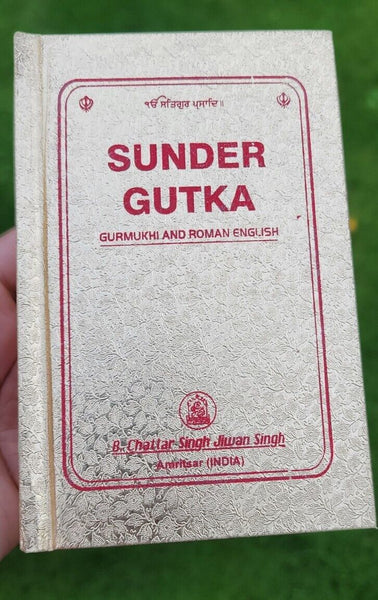 ੴ ਸਤਿਗੁਰ ਪ੍ਰਸਾਦਿ॥
SUNDER
GUTKA
GURMUKHI AND ROMAN ENGLISH
B. Chattar Singh Jiwan Singh
Amritsar (INDIA)